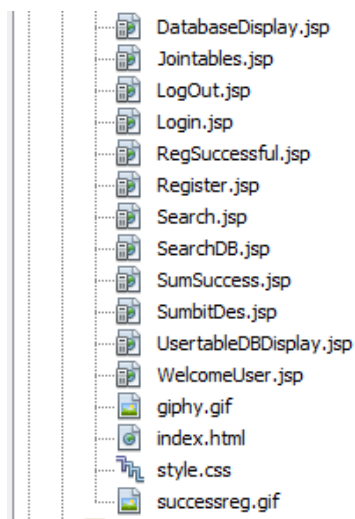 DatabaseDisplay.jsp
Jointables.jsp
LogOut.jsp
Login.jsp
RegSuccessful.jsp
Register.jsp
Search.jsp
SearchDB.jsp
SumSuccess.jsp
SumbitDes.jsp
UsertableDBDisplay.jsp
WelcomeUser.jsp
giphy.gif
index.html
style.css
successreg.gif